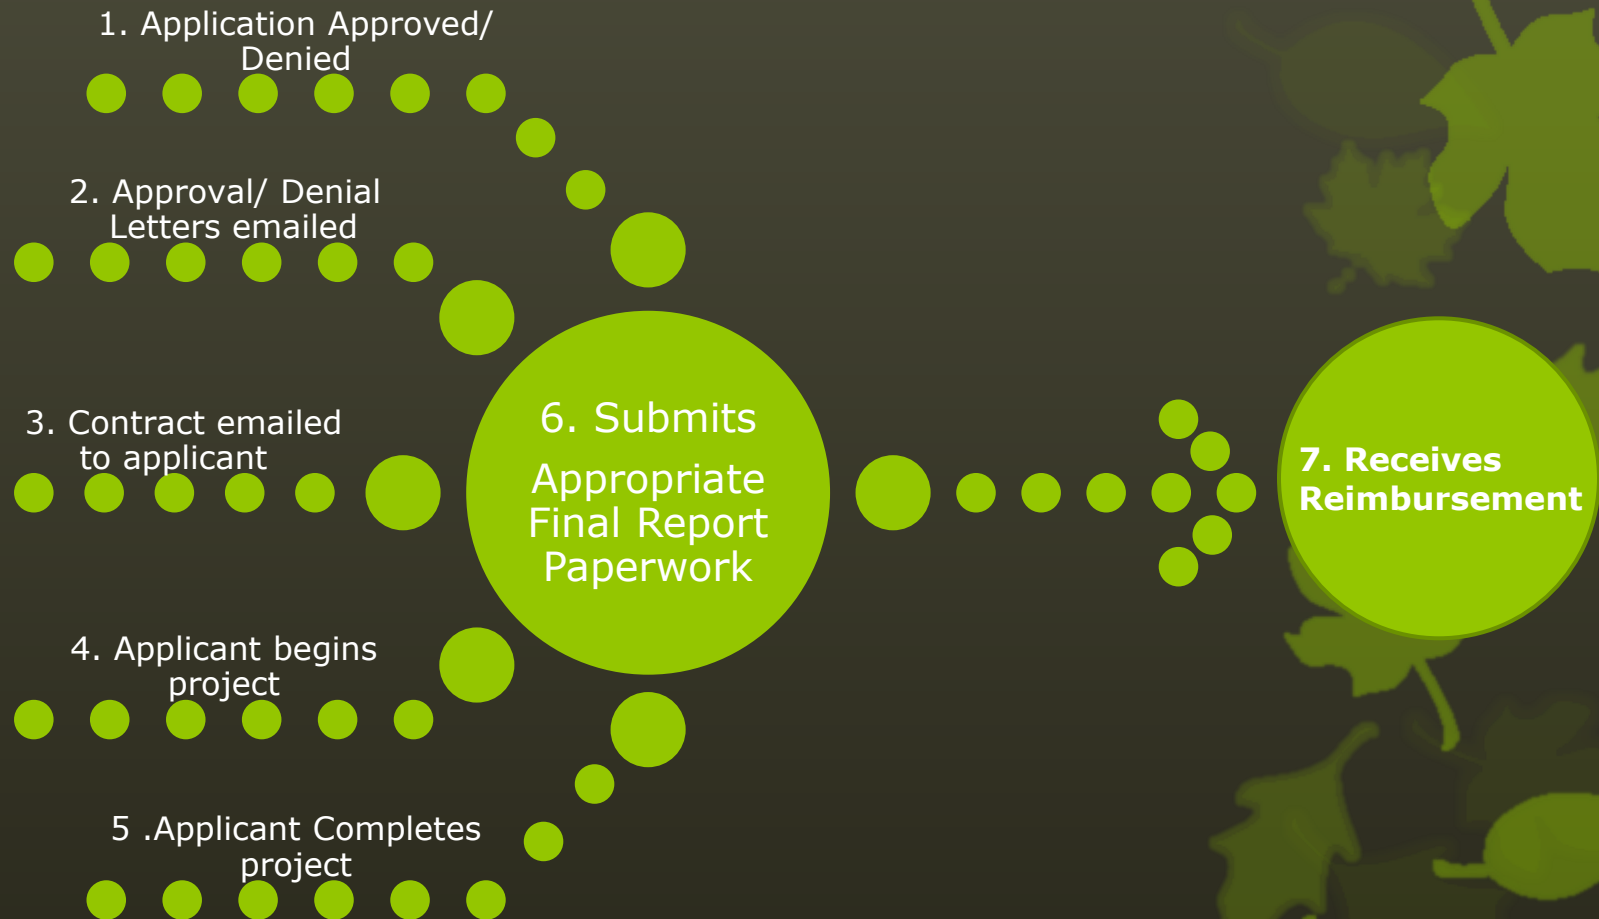 1. Application Approved/
Denied
2. Approval/ Denial
Letters emailed
3. Contract emailed
to applicant
4. Applicant begins
project
5 .Applicant Completes
project
6. Submits
Appropriate
Final Report
Paperwork
7. Receives
Reimbursement